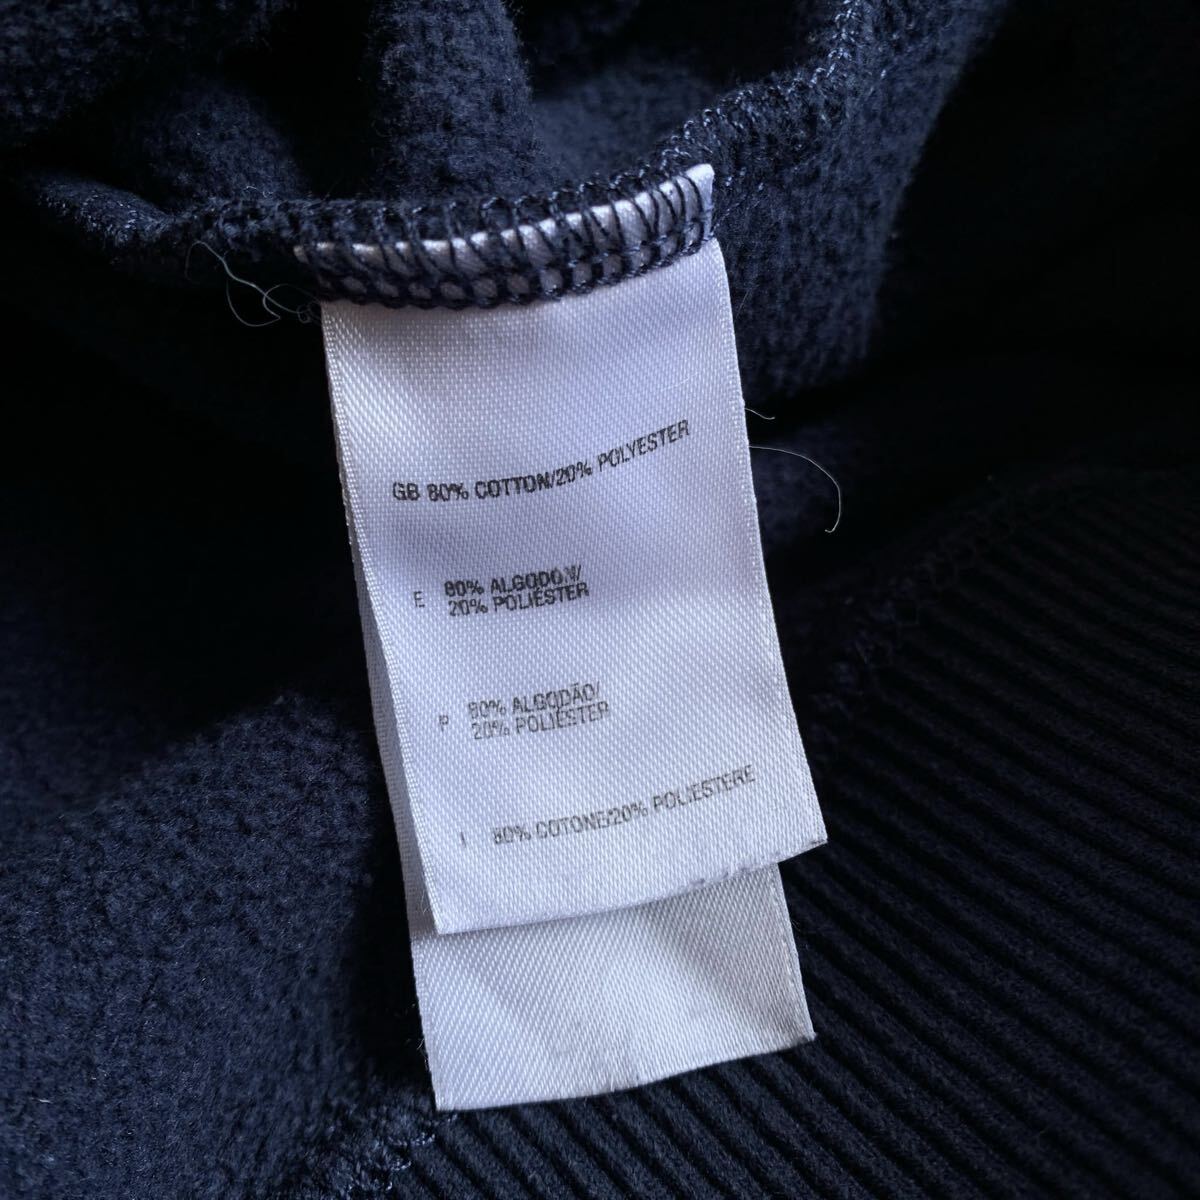 GB 80% COTTON/20% POLYESTER
E 80% ALGODÓN/
20% POLIÉSTER
P 80% ALGODÃO/
20% POLIÉSTER
I 80% COTONE/20% POLIESTERE